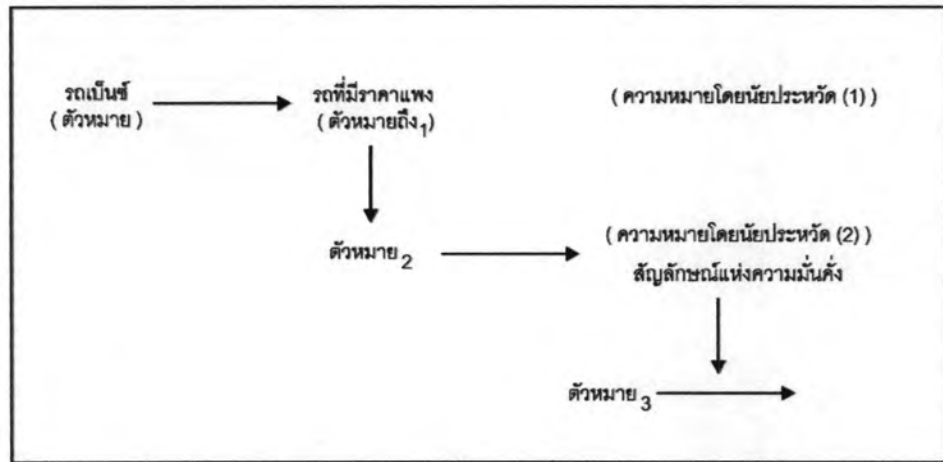 รถเป็นซ์
(ตัวหมาย)
รถที่มีราคาแพง
(ตัวหมายถึง1)
(ความหมายโดยนัยประหวัด (1))
ตัวหมาย2
(ความหมายโดยนัยประหวัด (2))
สัญลักษณ์แห่งความมั่นคั่ง
ตัวหมาย3